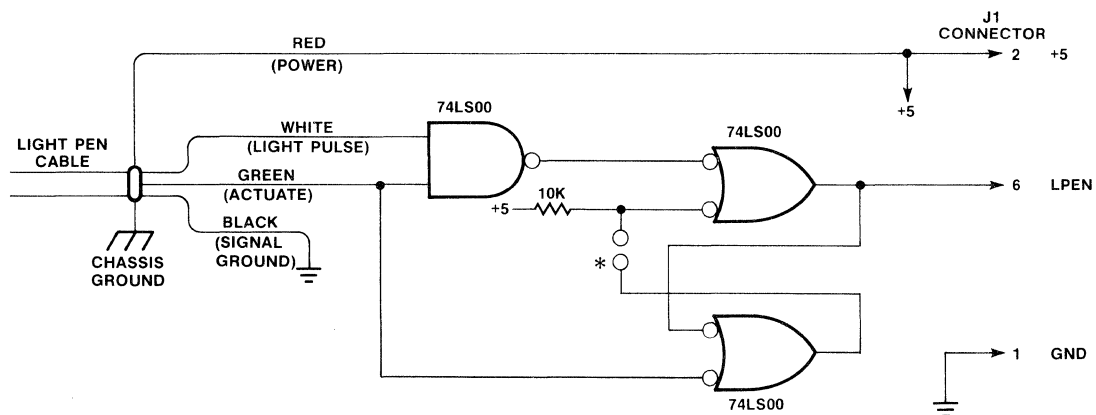 J1
CONNECTOR
RED
(POWER)
2 +5
+5
74LS00
WHITE
(LIGHT PULSE)
74LS00
LIGHT PEN
CABLE
GREEN
(ACTUATE)
10K
+5
6 LPEN
BLACK
(SIGNAL
GROUND)
CHASSIS
GROUND
*
1 GND
74LS00